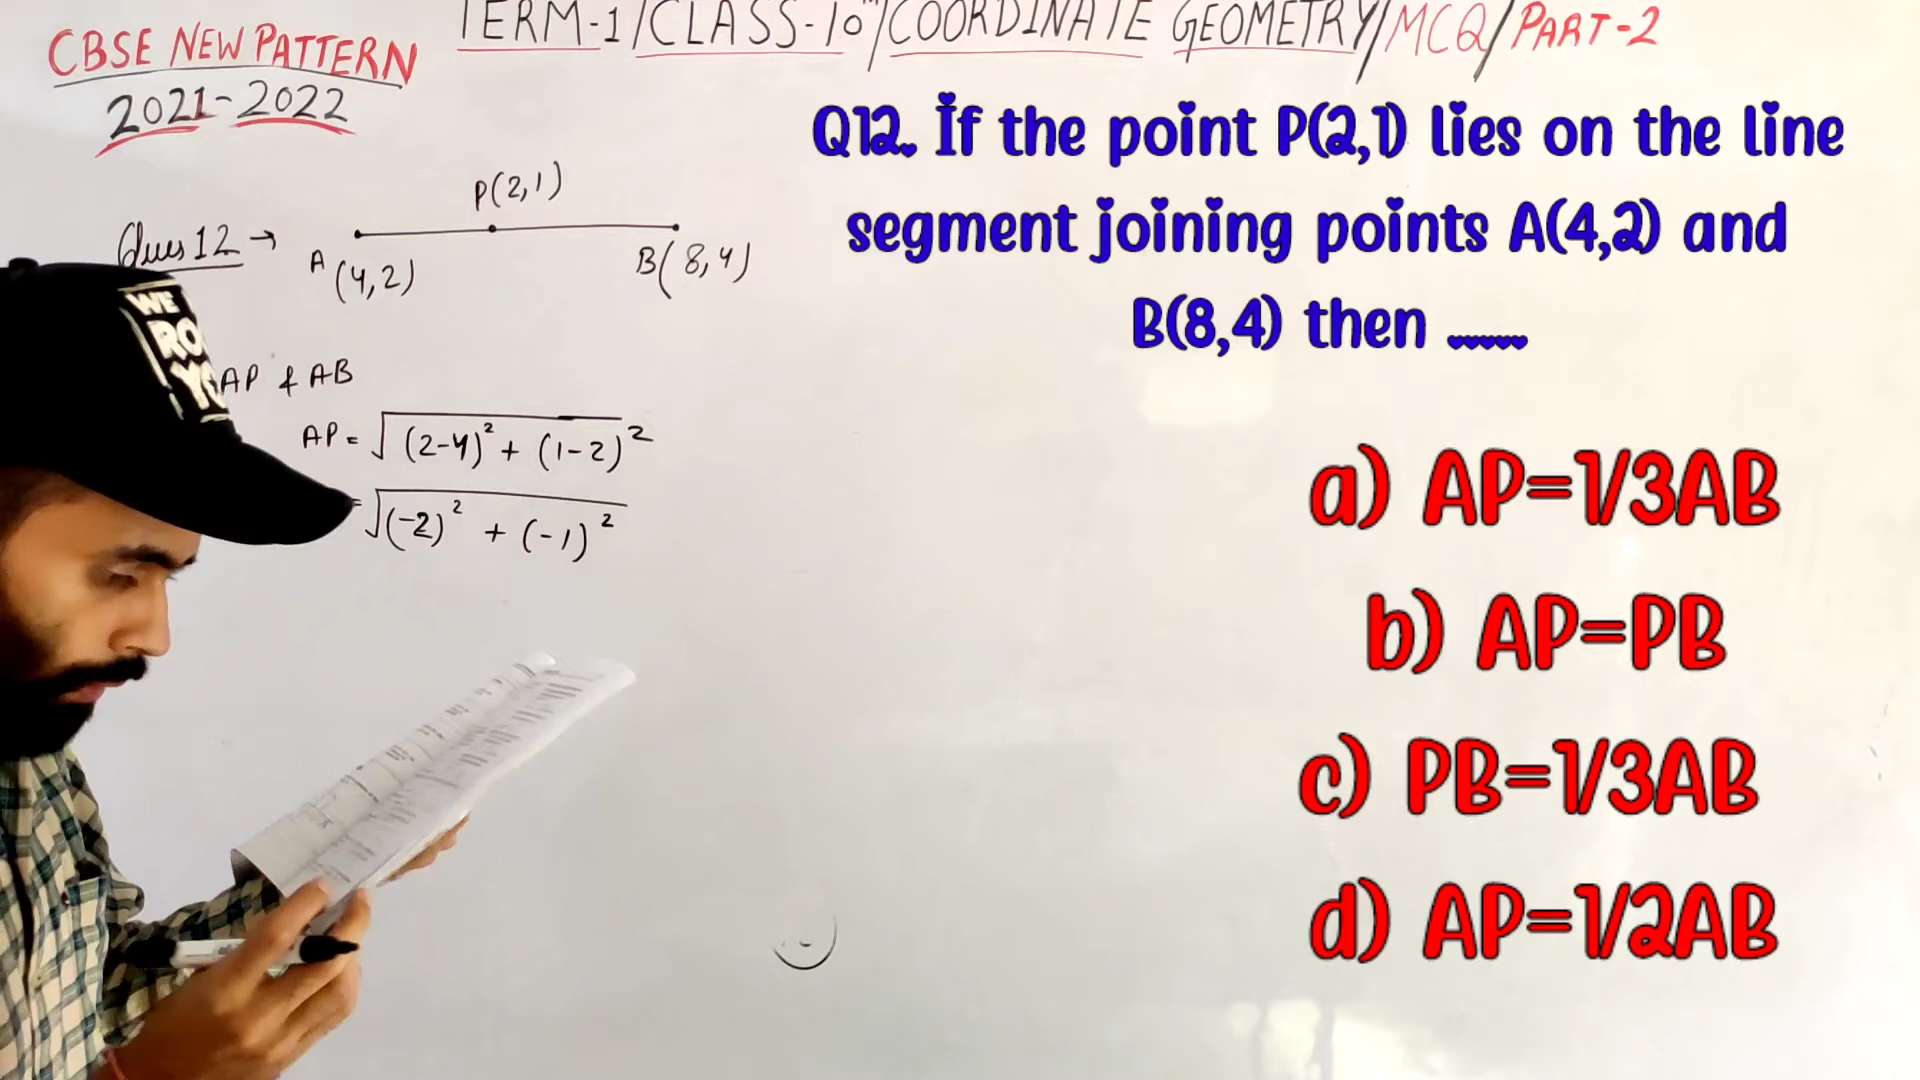 TERM-1/CLASS-10th/COORDINATE GEOMETRY/MCQ/PART-2
CBSE NEW PATTERN
2021-2022
Q12. If the point P(2,1) lies on the line
segment joining points A(4,2) and
B(8,4) then ......
P(2,1)
Ques 12 →
A (4,2)
B(8,4)
WE
AP & AB
AP = √(2-4)² + (1-2)²
= √(-2)² + (-1)²
a) AP=1/3AB
b) AP=PB
c) PB=1/3AB
d) AP=1/2AB